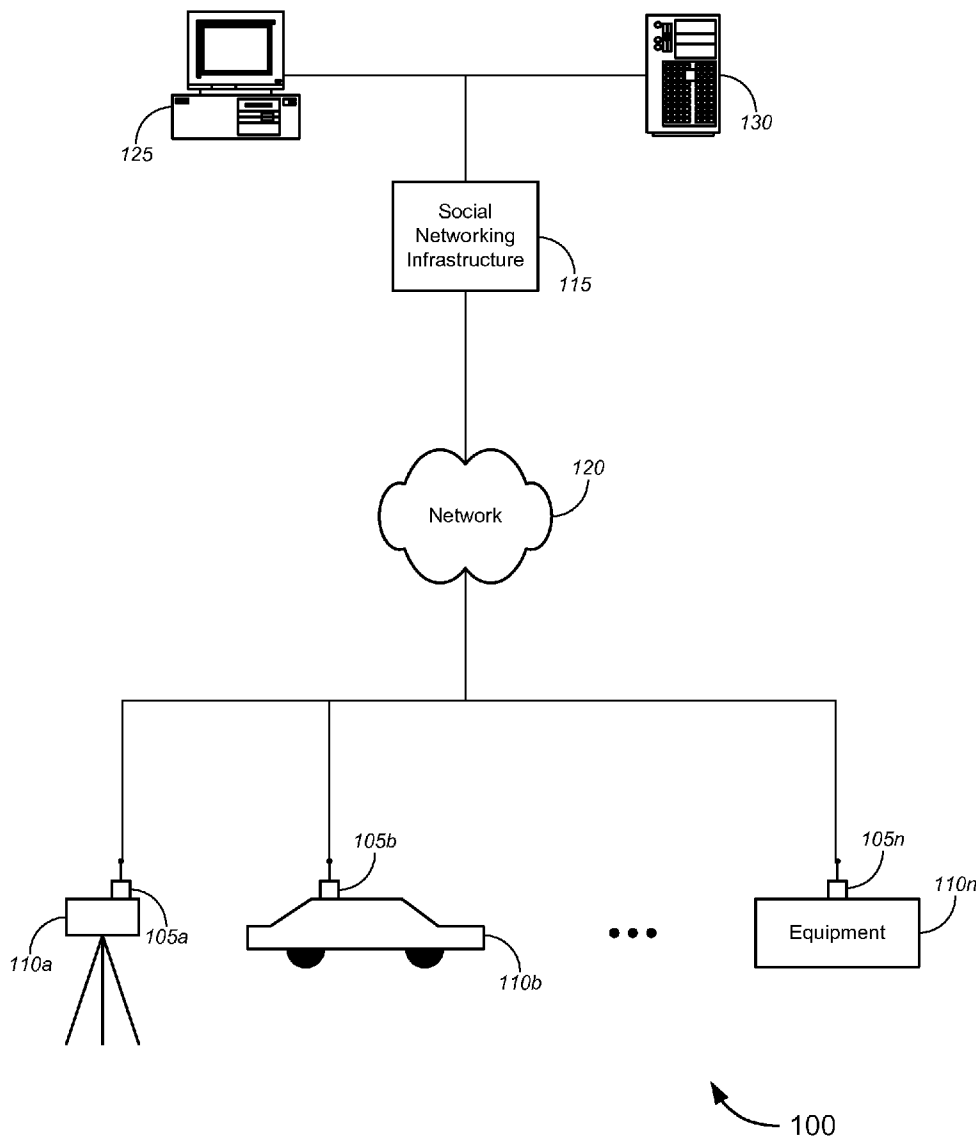 125
130
Social
Networking
Infrastructure
115
120
Network
105b
105n
110n
105a
110a
Equipment
110b
100